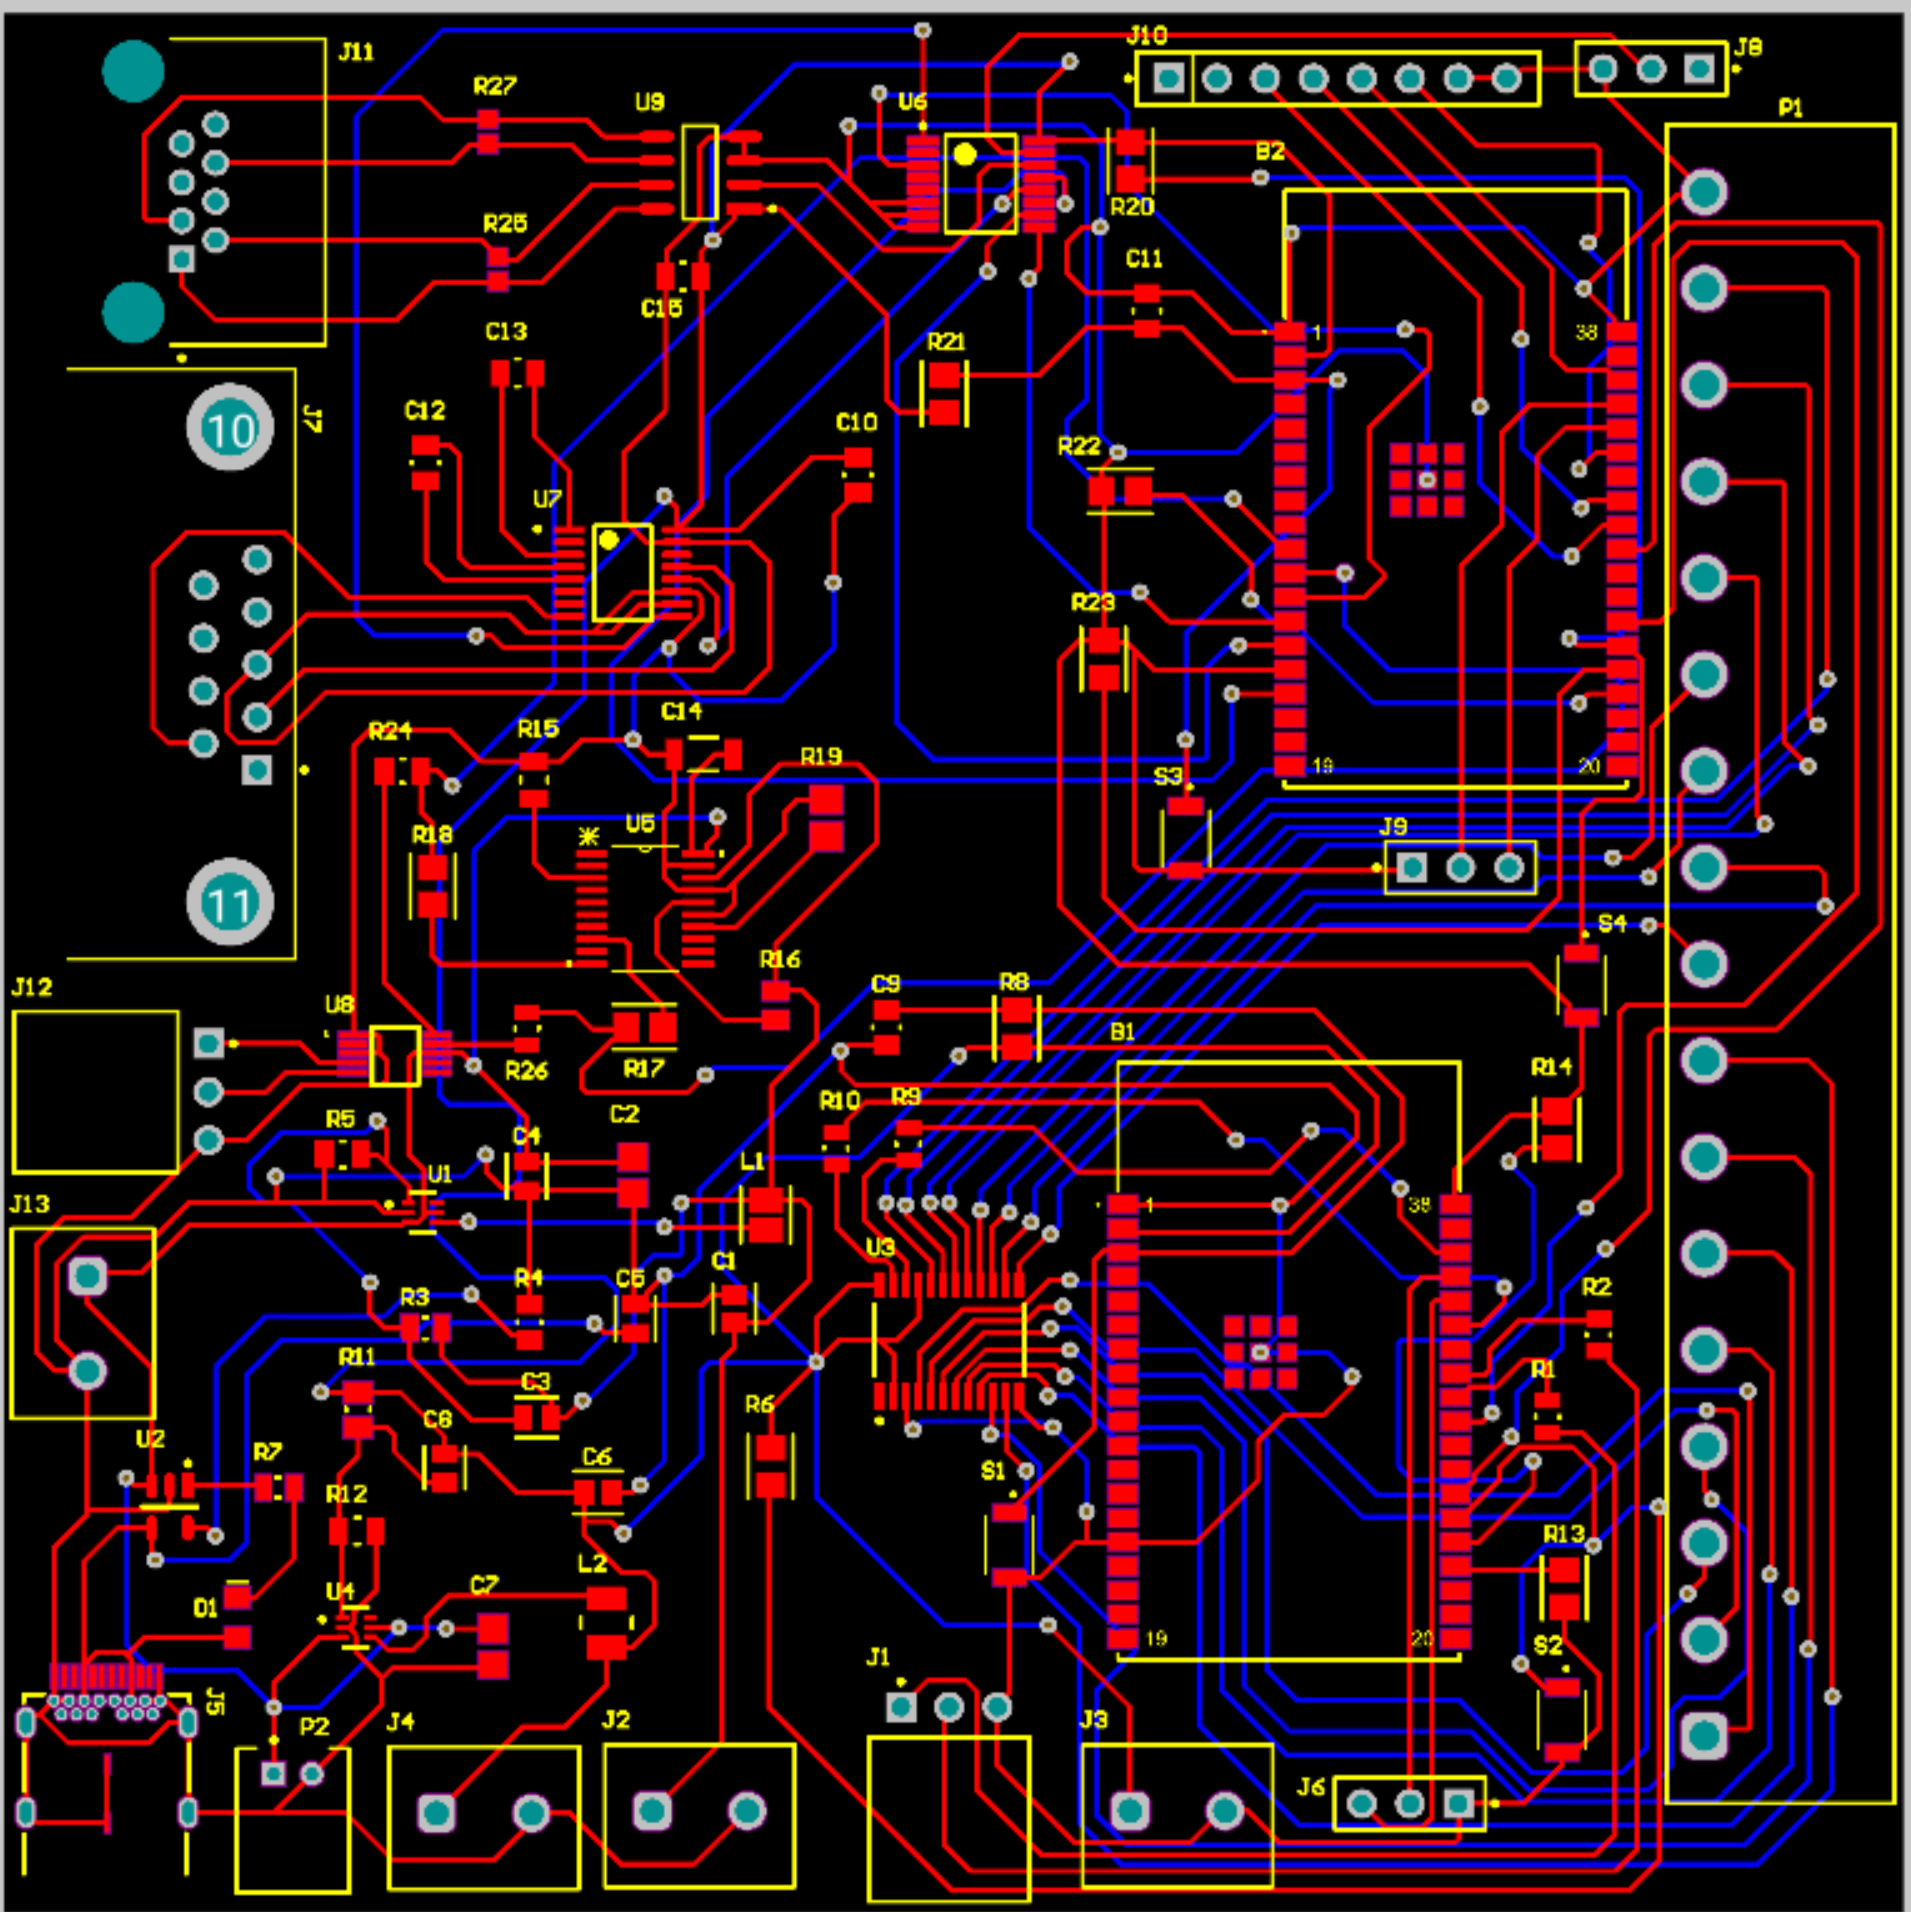 J10
J8
J11
R27
U9
U6
P1
B2
R20
R25
C11
C15
C13
1
38
R21
J7
C12
C10
10
R22
U7
R23
C14
R24
R15
R19
19
20
S3
U5
J9
R18
11
S4
R16
J12
C9
R8
U8
B1
R26
R17
R14
R10
R9
C2
R5
C4
L1
U1
J13
1
38
U3
C1
R4
C5
R3
R2
R11
R1
C3
R6
C8
U2
R7
C6
S1
R12
R13
L2
C7
U4
D1
19
20
S2
J1
J5
P2
J4
J2
J3
J6